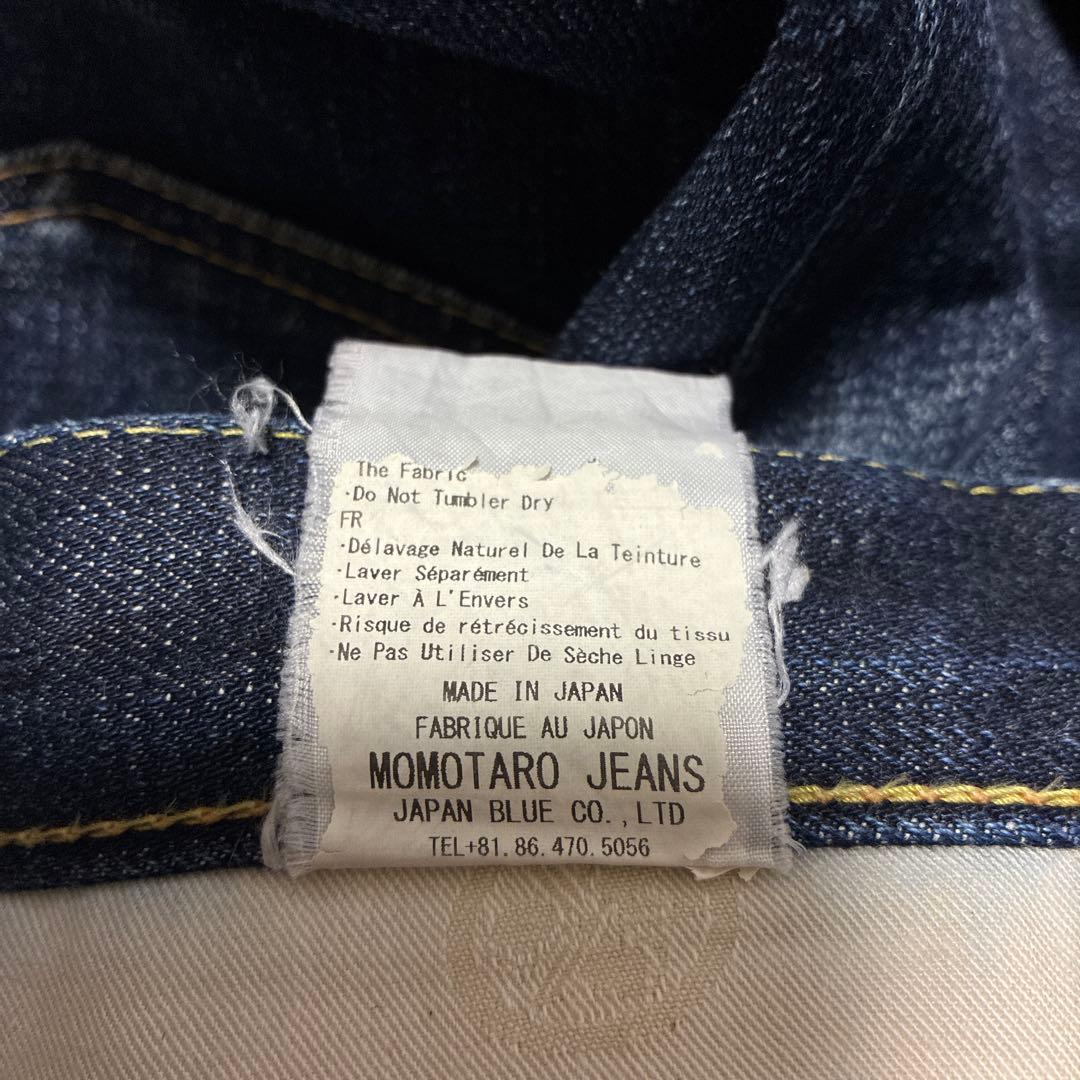 The Fabric
·Do Not Tumbler Dry
FR
·Délavage Naturel De La Teinture
·Laver Séparément
·Laver À L'Envers
·Risque de rétrécissement du tissu
·Ne Pas Utiliser De Sèche Linge
MADE IN JAPAN
FABRIQUE AU JAPON
MOMOTARO JEANS
JAPAN BLUE CO.,LTD
TEL+81.86.470.5056